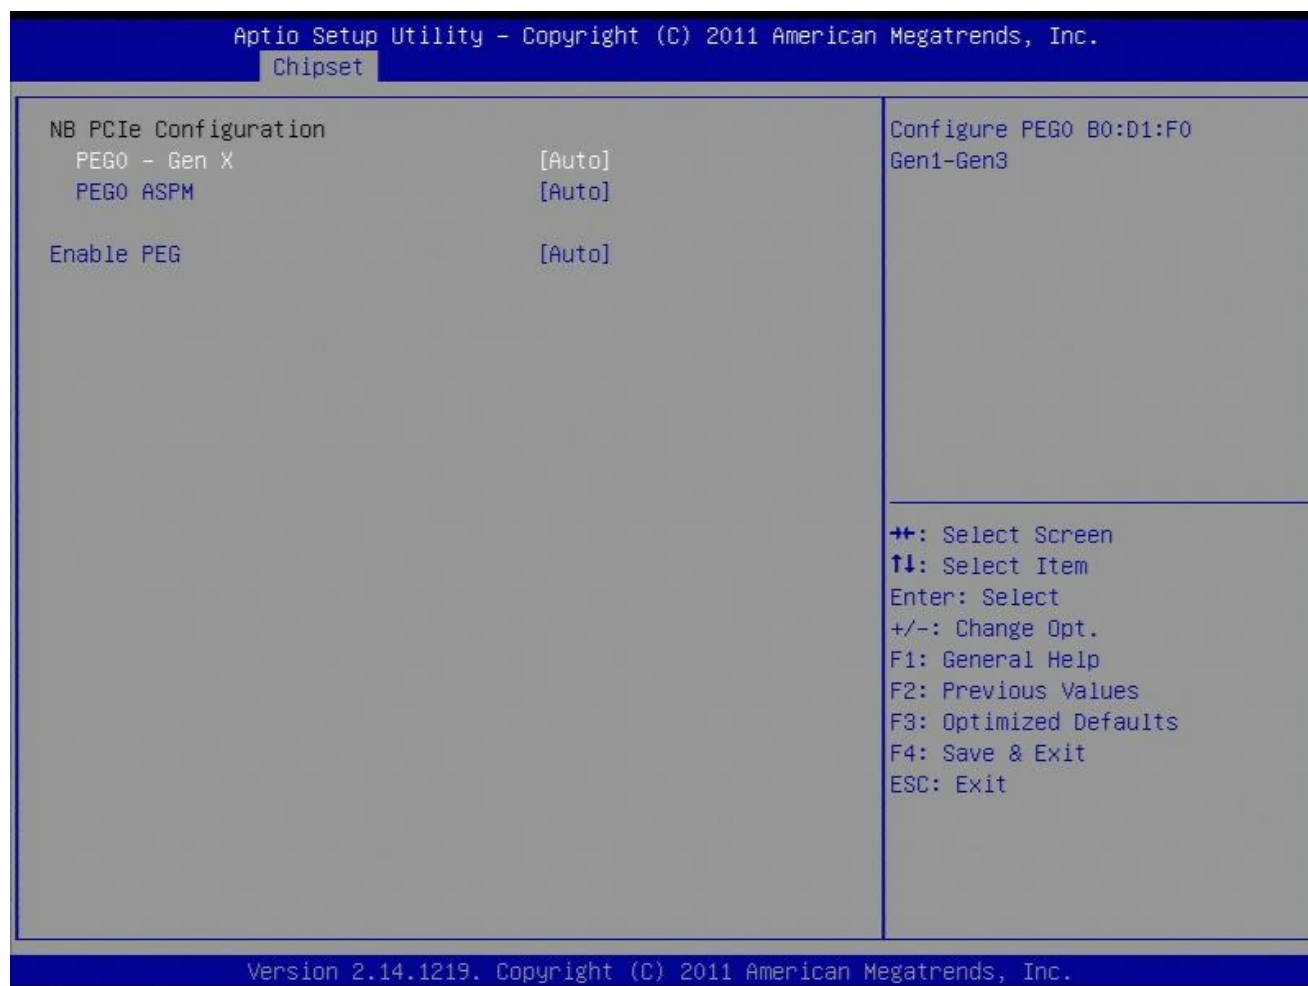 Aptio Setup Utility – Copyright (C) 2011 American Megatrends, Inc.
Chipset
NB PCIe Configuration
PEG0 – Gen X [Auto]
PEG0 ASPM [Auto]
Enable PEG [Auto]
Configure PEG0 B0:D1:F0
Gen1-Gen3
→←: Select Screen
↑↓: Select Item
Enter: Select
+/-: Change Opt.
F1: General Help
F2: Previous Values
F3: Optimized Defaults
F4: Save & Exit
ESC: Exit
Version 2.14.1219. Copyright (C) 2011 American Megatrends, Inc.